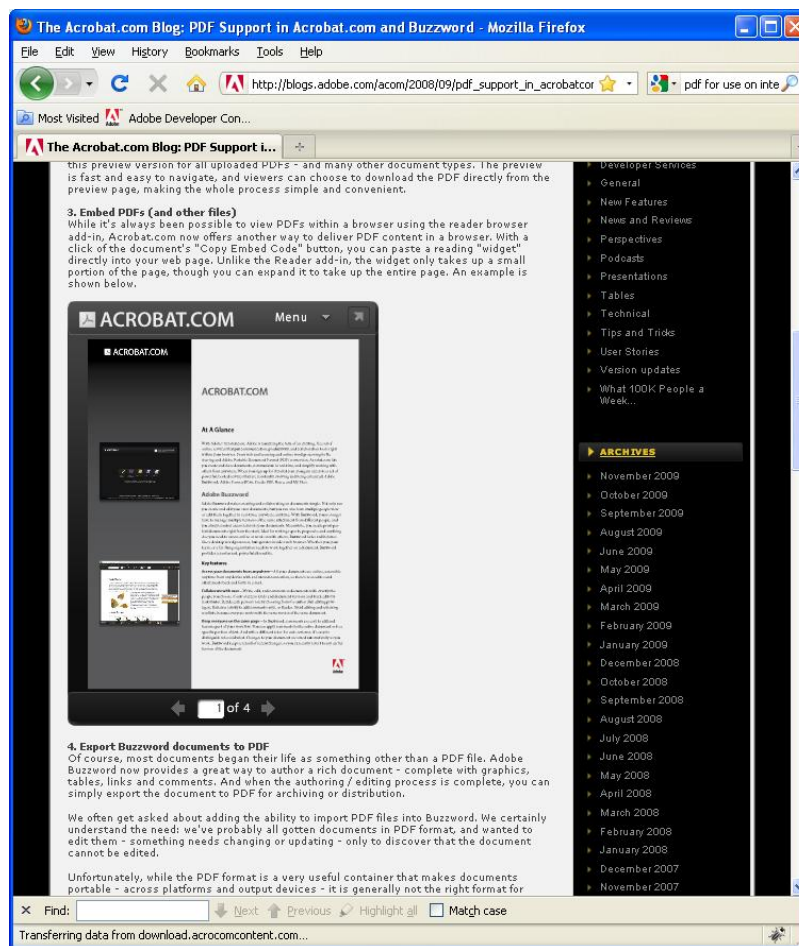 The Acrobat.com Blog: PDF Support in Acrobat.com and Buzzword - Mozilla Firefox
File Edit View History Bookmarks Tools Help
http://blogs.adobe.com/acom/2008/09/pdf_support_in_acrobatcor
pdf for use on inte
Most Visited Adobe Developer Con...
The Acrobat.com Blog: PDF Support i...
this preview version for all uploaded PDFs - and many other document types. The preview
is fast and easy to navigate, and viewers can choose to download the PDF directly from the
preview page, making the whole process simple and convenient.
3. Embed PDFs (and other files)
While it's always been possible to view PDFs within a browser using the reader browser
add-in, Acrobat.com now offers another way to deliver PDF content in a browser. With a
click of the document's "Copy Embed Code" button, you can paste a reading "widget"
directly into your web page. Unlike the Reader add-in, the widget only takes up a small
portion of the page, though you can expand it to take up the entire page. An example is
shown below.
ACROBAT.COM Menu
ACROBAT.COM
ACROBAT.COM
At A Glance
Adobe Buzzword
Key features
1 of 4
4. Export Buzzword documents to PDF
Of course, most documents began their life as something other than a PDF file. Adobe
Buzzword now provides a great way to author a rich document - complete with graphics,
tables, links and comments. And when the authoring / editing process is complete, you can
simply export the document to PDF for archiving or distribution.
We often get asked about adding the ability to import PDF files into Buzzword. We certainly
understand the need: we've probably all gotten documents in PDF format, and wanted to
edit them - something needs changing or updating - only to discover that the document
cannot be edited.
Unfortunately, while the PDF format is a very useful container that makes documents
portable - across platforms and output devices - it is generally not the right format for
Developer Services
General
New Features
News and Reviews
Perspectives
Podcasts
Presentations
Tables
Technical
Tips and Tricks
User Stories
Version updates
What 100K People a
Week...
ARCHIVES
November 2009
October 2009
September 2009
August 2009
June 2009
May 2009
April 2009
March 2009
February 2009
January 2009
December 2008
October 2008
September 2008
August 2008
July 2008
June 2008
May 2008
April 2008
March 2008
February 2008
January 2008
December 2007
November 2007
Find: Next Previous Highlight all Match case
Transferring data from download.acrocomcontent.com...